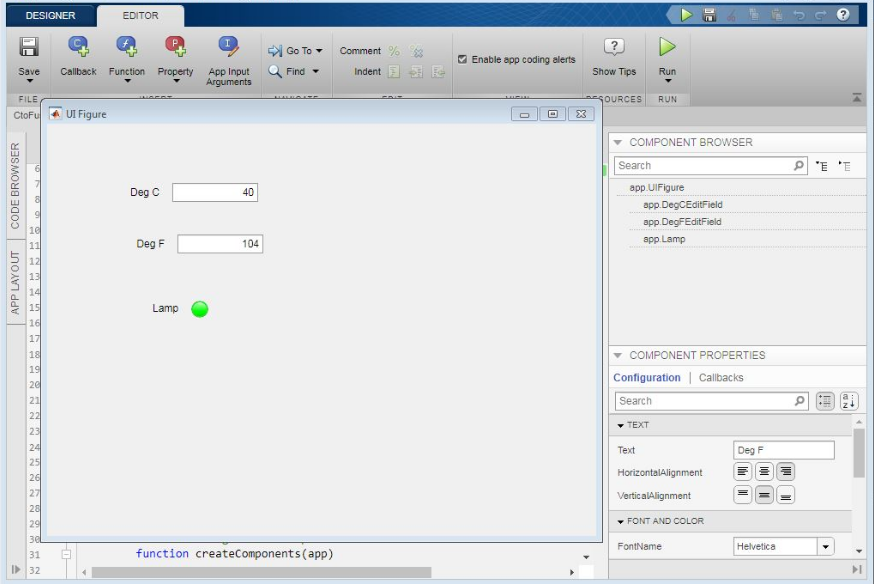 DESIGNER EDITOR
Save Callback Function Property App Input Arguments
Go To
Find
Comment
Indent
Enable app coding alerts
Show Tips Run
FILE INSERT NAVIGATE EDIT VIEW RESOURCES RUN
CtoFu
UI Figure
CODE BROWSER
APP LAYOUT
Deg C 40
Deg F 104
Lamp
6
7
8
9
10
11
12
13
14
15
16
17
18
19
20
21
22
23
24
25
26
27
28
29
30
31 function createComponents(app)
32
COMPONENT BROWSER
Search
app.UIFigure
app.DegCEditField
app.DegFEditField
app.Lamp
COMPONENT PROPERTIES
Configuration | Callbacks
Search
TEXT
Text Deg F
HorizontalAlignment
VerticalAlignment
FONT AND COLOR
FontName Helvetica